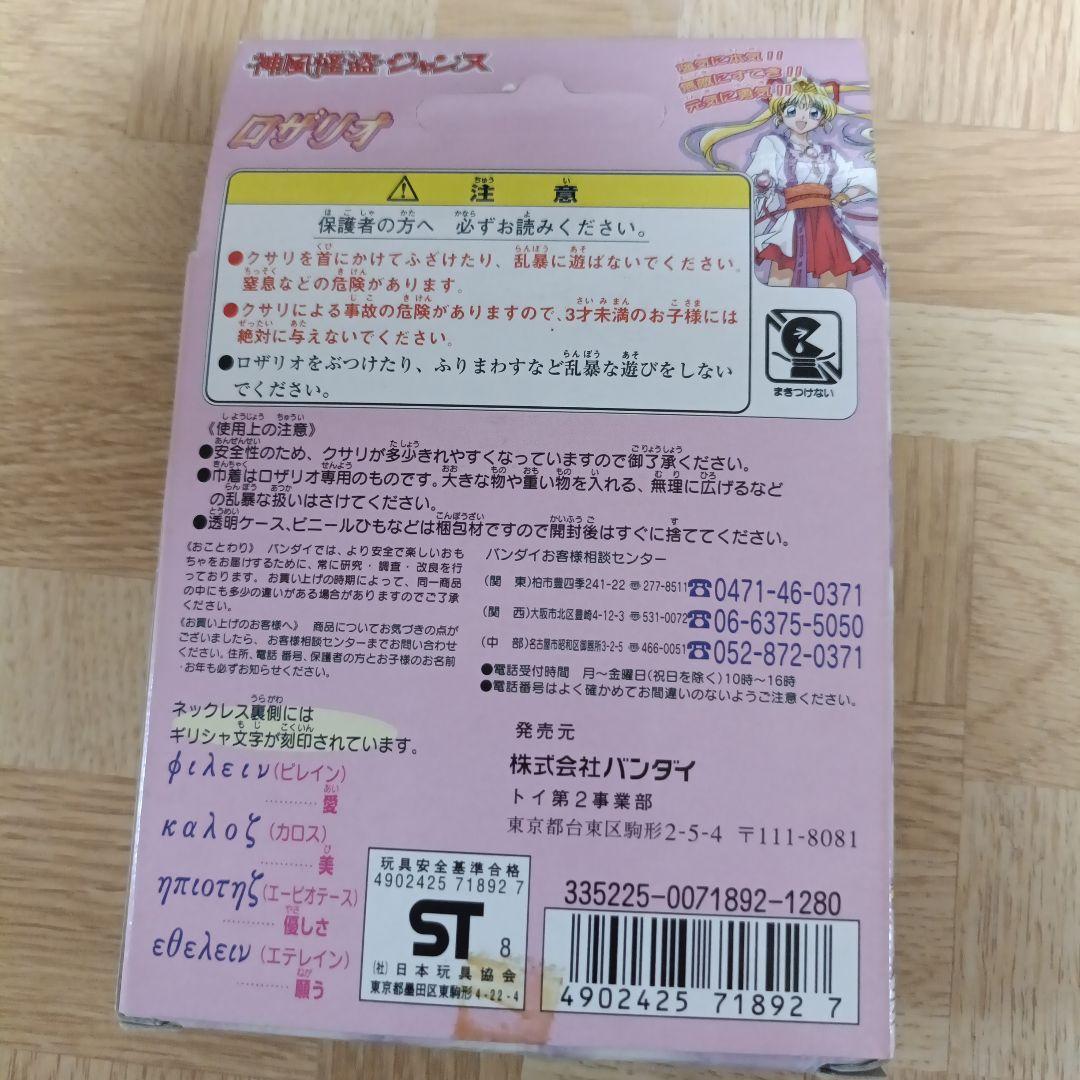 神風怪盗ジャンヌ
強気に本気!!
無敵にすてき!!
元気に勇気!!
ロザリオ
注意
保護者の方へ 必ずお読みください。
●クサリを首にかけてふざけたり、乱暴に遊ばないでください。
窒息などの危険があります。
●クサリによる事故の危険がありますので、3才未満のお子様には
絶対に与えないでください。
●ロザリオをぶつけたり、ふりまわすなど乱暴な遊びをしない
でください。
まきつけない
《使用上の注意》
●安全性のため、クサリが多少きれやすくなっていますので御了承ください。
●巾着はロザリオ専用のものです。大きな物や重い物を入れる、無理に広げるなど
の乱暴な扱いはさけてください。
●透明ケース、ビニールひもなどは梱包材ですので開封後はすぐに捨ててください。
《おことわり》 バンダイでは、より安全で楽しいおも
ちゃをお届けするために、常に研究・調査・改良を行
っております。お買い上げの時期によって、同一商品
の中にも多少の違いがある場合がありますのでご了承
ください。
《お買い上げのお客様へ》 商品についてお気づきの点が
ございましたら、お客様相談センターまでお問い合わせ
ください。住所、電話番号、保護者の方とお子様のお名前
・お年も必ずお知らせください。
バンダイお客様相談センター
(関 東)柏市豊四季241-22 〒277-8511 ☎0471-46-0371
(関 西)大阪市北区豊崎4-12-3 〒531-0072 ☎06-6375-5050
(中 部)名古屋市昭和区御器所3-2-5 〒466-0051 ☎052-872-0371
●電話受付時間 月〜金曜日(祝日を除く)10時〜16時
●電話番号はよく確かめてお間違いのないようご注意ください。
ネックレス裏側には
ギリシャ文字が刻印されています。
φιλειν(ピレイン)
………愛
καλοζ(カロス)
………美
ηπιοτηζ(エーピオテース)
………優しさ
εθελειν(エテレイン)
………願う
発売元
株式会社バンダイ
トイ第2事業部
東京都台東区駒形2-5-4 〒111-8081
玩具安全基準合格
4902425 71892 7
ST 8
(社)日本玩具協会
東京都墨田区東駒形4-22-4
335225-0071892-1280
4902425 718927